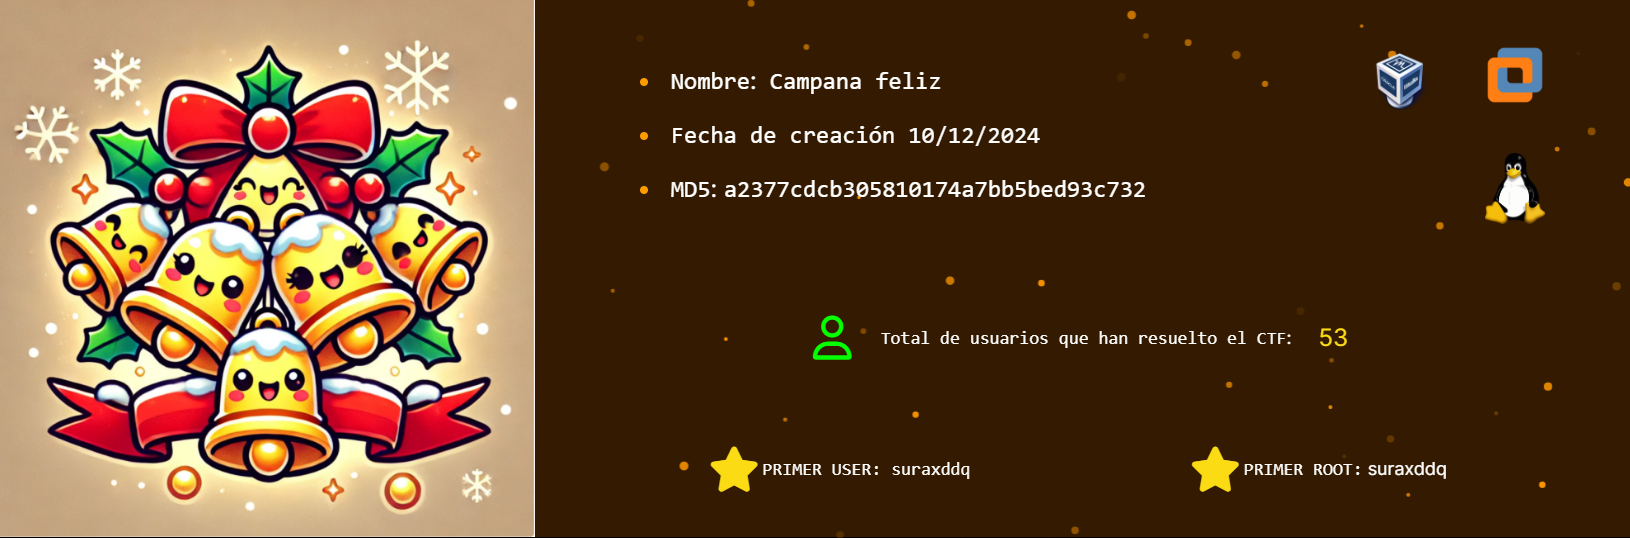 Nombre: Campana feliz
Fecha de creación 10/12/2024
MD5: a2377cdcb305810174a7bb5bed93c732
Total de usuarios que han resuelto el CTF: 53
PRIMER USER: suraxddq
PRIMER ROOT: suraxddq